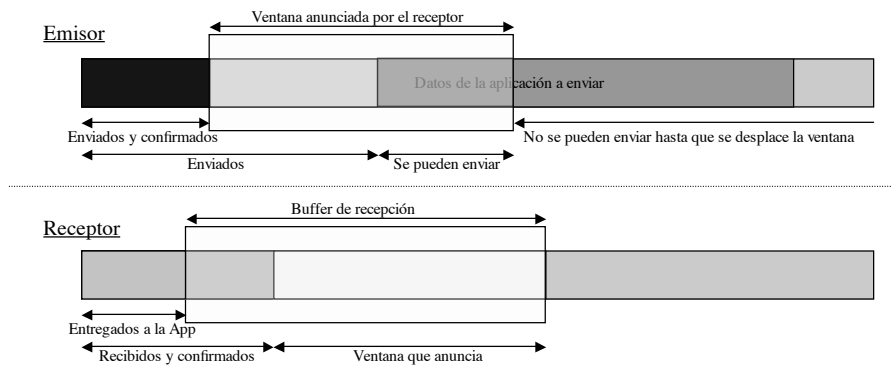 Ventana anunciada por el receptor
Emisor
Datos de la aplicación a enviar
Enviados y confirmados
No se pueden enviar hasta que se desplace la ventana
Enviados
Se pueden enviar
Buffer de recepción
Receptor
Entregados a la App
Recibidos y confirmados
Ventana que anuncia